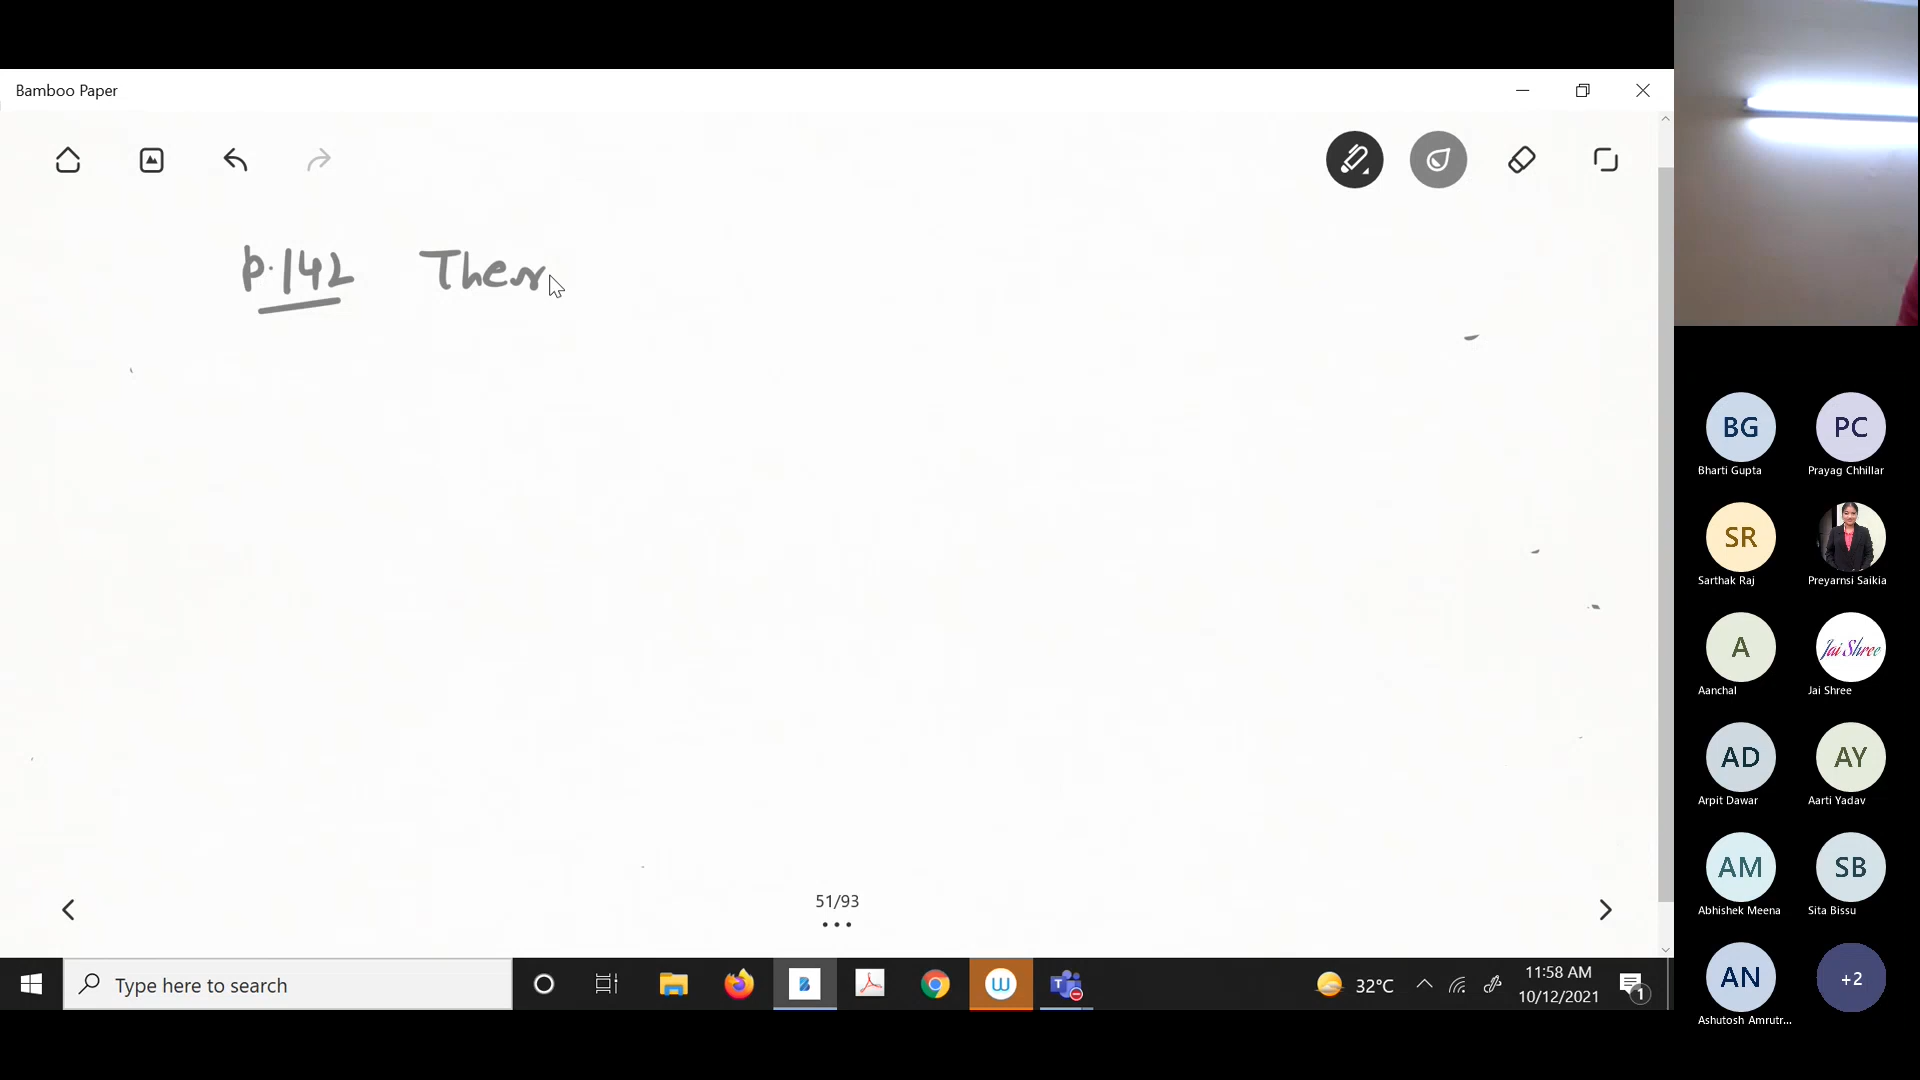 Bamboo Paper
p.142 Ther
51/93
Type here to search
32°C
11:58 AM
10/12/2021
1
BG
PC
Bharti Gupta
Prayag Chhillar
SR
Sarthak Raj
Preyarnsi Saikia
A
Jai Shree
Aanchal
Jai Shree
AD
AY
Arpit Dawar
Aarti Yadav
AM
SB
Abhishek Meena
Sita Bissu
AN
+2
Ashutosh Amrutr...